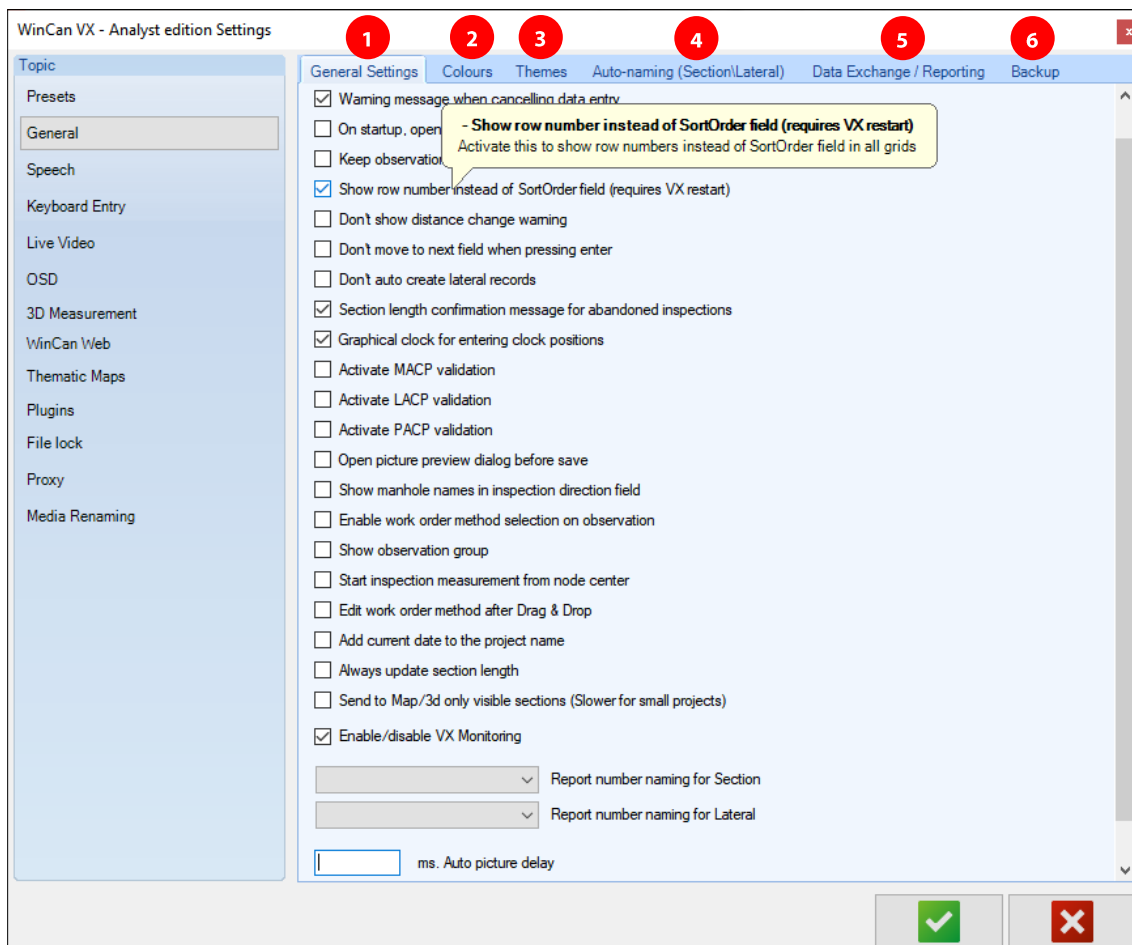 WinCan VX - Analyst edition Settings
x
1
2
3
4
5
6
Topic
Presets
General
Speech
Keyboard Entry
Live Video
OSD
3D Measurement
WinCan Web
Thematic Maps
Plugins
File lock
Proxy
Media Renaming
General Settings
Colours
Themes
Auto-naming (Section\Lateral)
Data Exchange / Reporting
Backup
Warning message when cancelling data entry
On startup, open
- Show row number instead of SortOrder field (requires VX restart)
Activate this to show row numbers instead of SortOrder field in all grids
Keep observation
Show row number instead of SortOrder field (requires VX restart)
Don't show distance change warning
Don't move to next field when pressing enter
Don't auto create lateral records
Section length confirmation message for abandoned inspections
Graphical clock for entering clock positions
Activate MACP validation
Activate LACP validation
Activate PACP validation
Open picture preview dialog before save
Show manhole names in inspection direction field
Enable work order method selection on observation
Show observation group
Start inspection measurement from node center
Edit work order method after Drag & Drop
Add current date to the project name
Always update section length
Send to Map/3d only visible sections (Slower for small projects)
Enable/disable VX Monitoring
Report number naming for Section
Report number naming for Lateral
ms. Auto picture delay